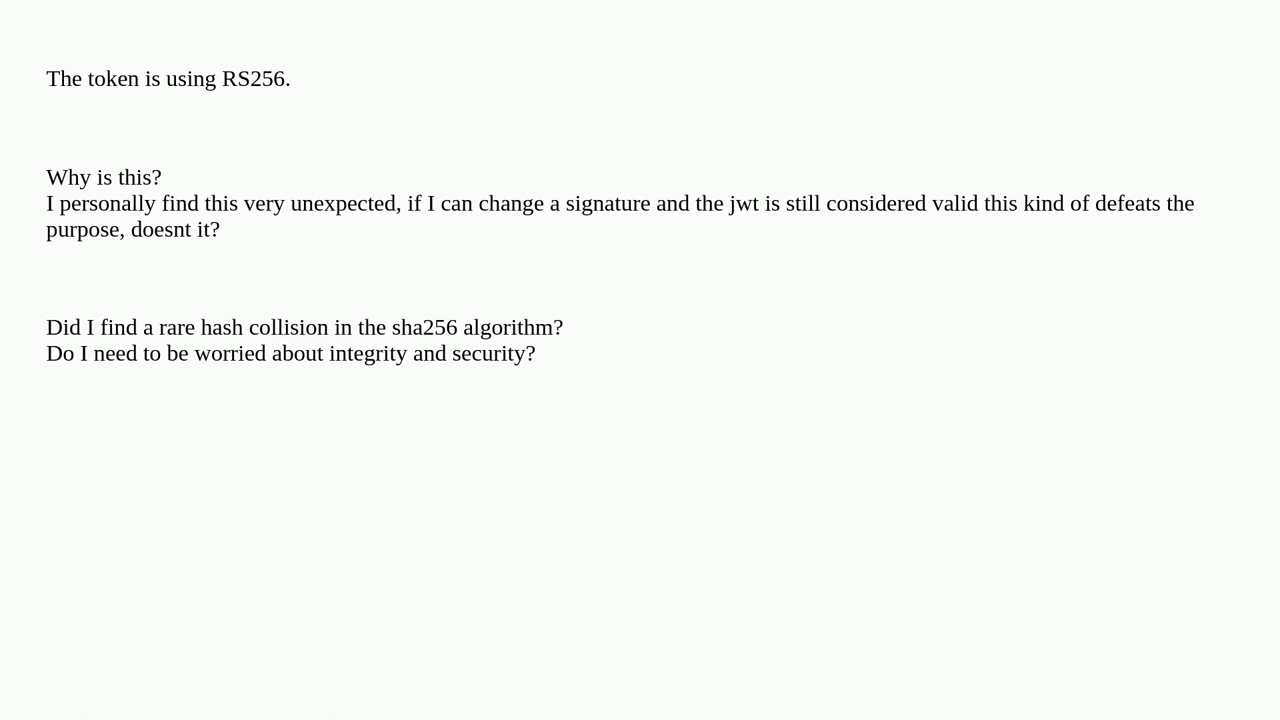 The token is using RS256.
Why is this?
I personally find this very unexpected, if I can change a signature and the jwt is still considered valid this kind of defeats the
purpose, doesnt it?
Did I find a rare hash collision in the sha256 algorithm?
Do I need to be worried about integrity and security?